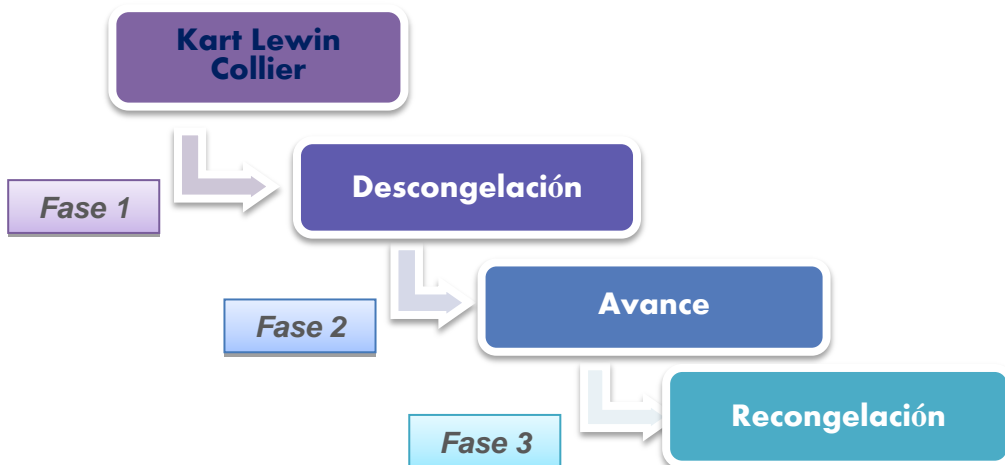 Kart Lewin
Collier
Fase 1
Descongelación
Fase 2
Avance
Fase 3
Recongelación